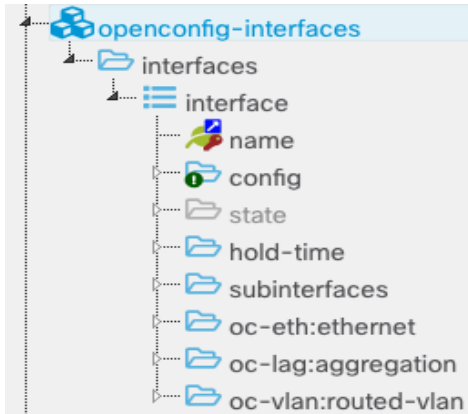 openconfig-interfaces
interfaces
interface
name
config
state
hold-time
subinterfaces
oc-eth:ethernet
oc-lag:aggregation
oc-vlan:routed-vlan